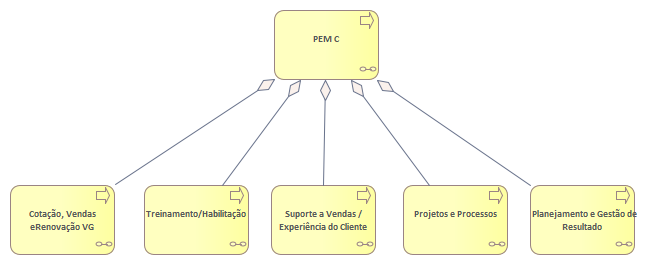 PEM C
Cotação, Vendas
eRenovação VG
Treinamento/Habilitação
Suporte a Vendas /
Experiência do Cliente
Projetos e Processos
Planejamento e Gestão de
Resultado